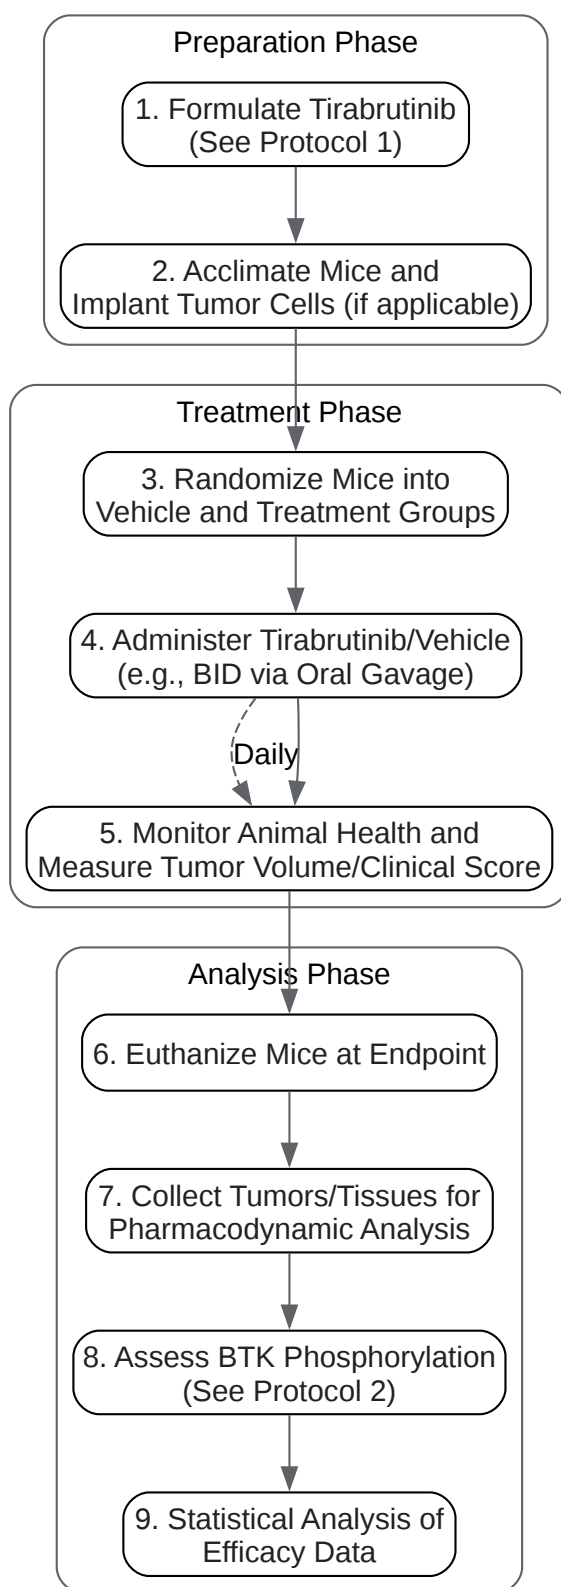 Preparation Phase
1. Formulate Tirabrutinib
(See Protocol 1)
2. Acclimate Mice and
Implant Tumor Cells (if applicable)
Treatment Phase
3. Randomize Mice into
Vehicle and Treatment Groups
4. Administer Tirabrutinib/Vehicle
(e.g., BID via Oral Gavage)
Daily
5. Monitor Animal Health and
Measure Tumor Volume/Clinical Score
Analysis Phase
6. Euthanize Mice at Endpoint
7. Collect Tumors/Tissues for
Pharmacodynamic Analysis
8. Assess BTK Phosphorylation
(See Protocol 2)
9. Statistical Analysis of
Efficacy Data